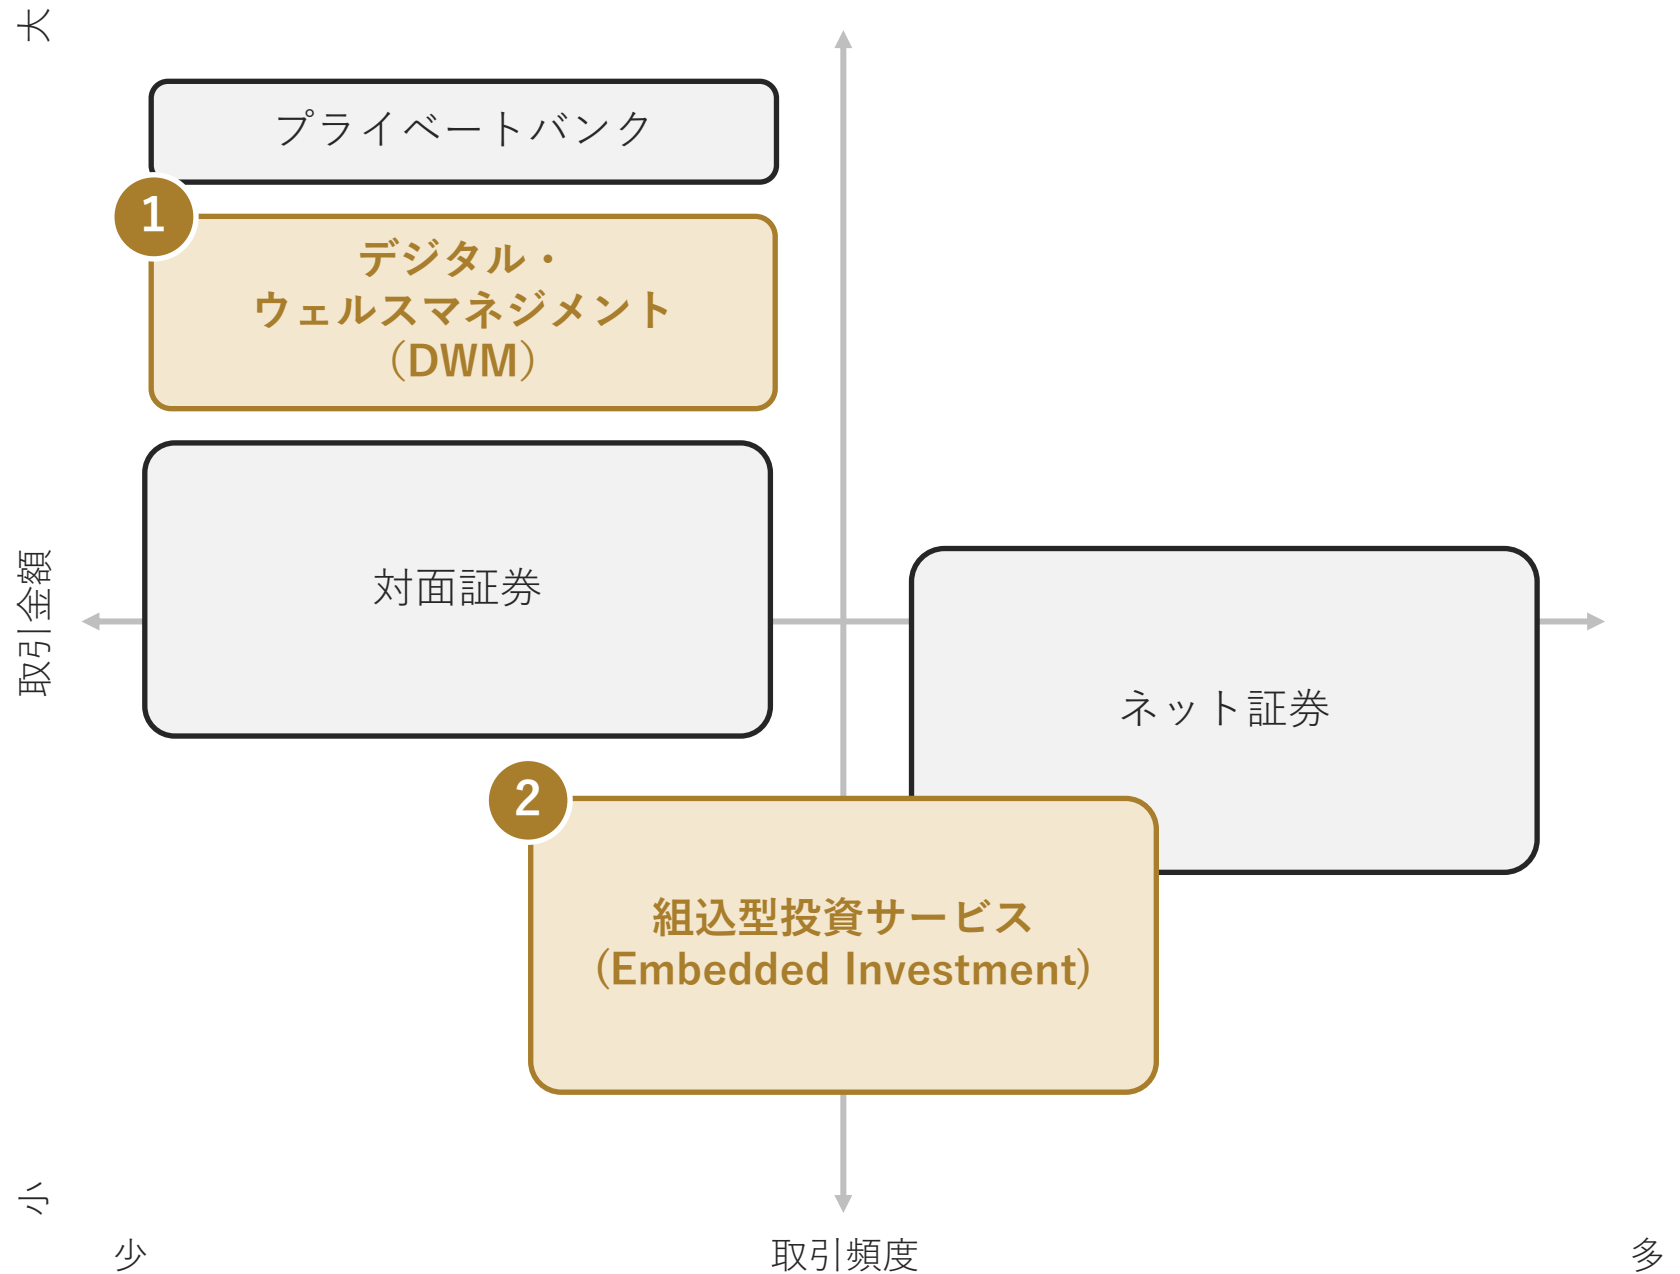 大
プライベートバンク
1
デジタル・
ウェルスマネジメント
（DWM）
対面証券
取引金額
ネット証券
2
組込型投資サービス
(Embedded Investment)
小
少
取引頻度
多